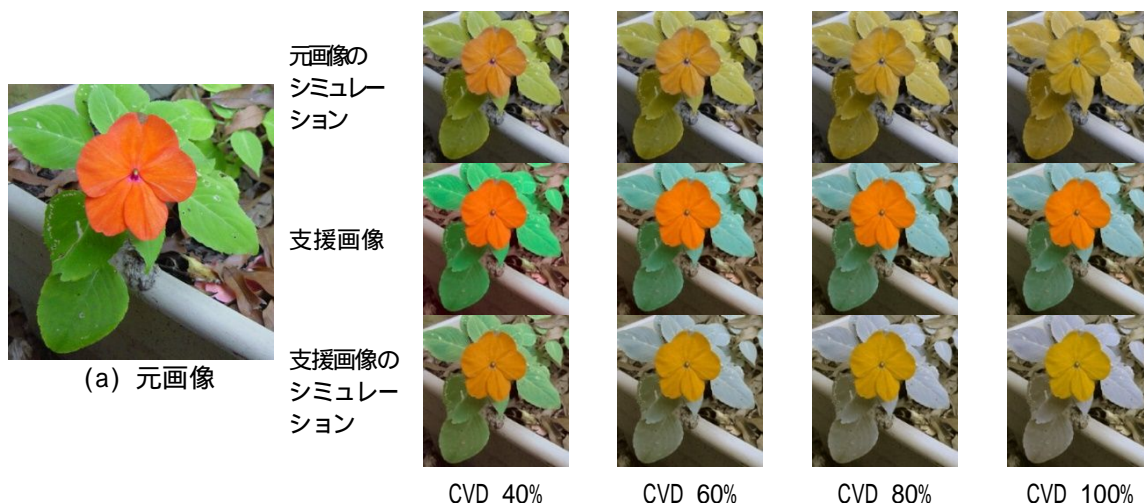 元画像の
シミュレー
ション
支援画像
支援画像の
シミュレー
ション
(a) 元画像
CVD 40%
CVD 60%
CVD 80%
CVD 100%